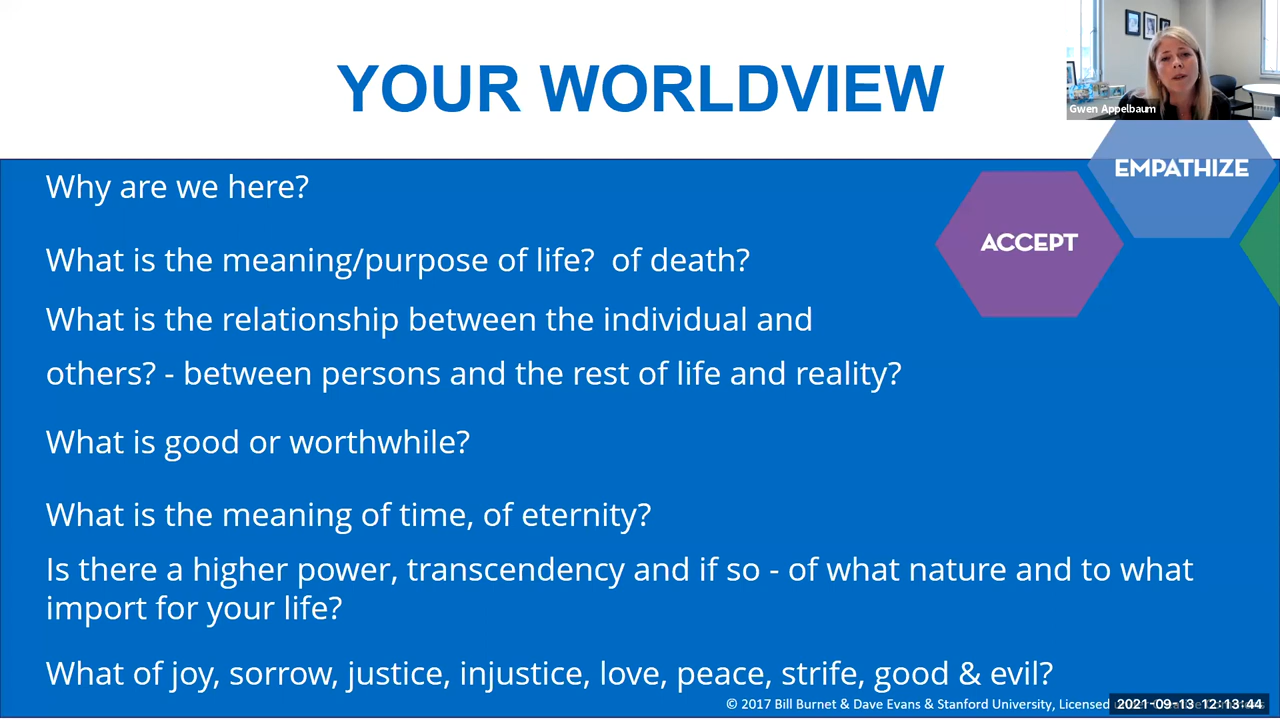 YOUR WORLDVIEW
Gwen Appelbaum
EMPATHIZE
ACCEPT
Why are we here?
What is the meaning/purpose of life?  of death?
What is the relationship between the individual and
others? - between persons and the rest of life and reality?
What is good or worthwhile?
What is the meaning of time, of eternity?
Is there a higher power, transcendency and if so - of what nature and to what
import for your life?
What of joy, sorrow, justice, injustice, love, peace, strife, good & evil?
© 2017 Bill Burnet & Dave Evans & Stanford University, Licensed
2021-09-13 12:13:44